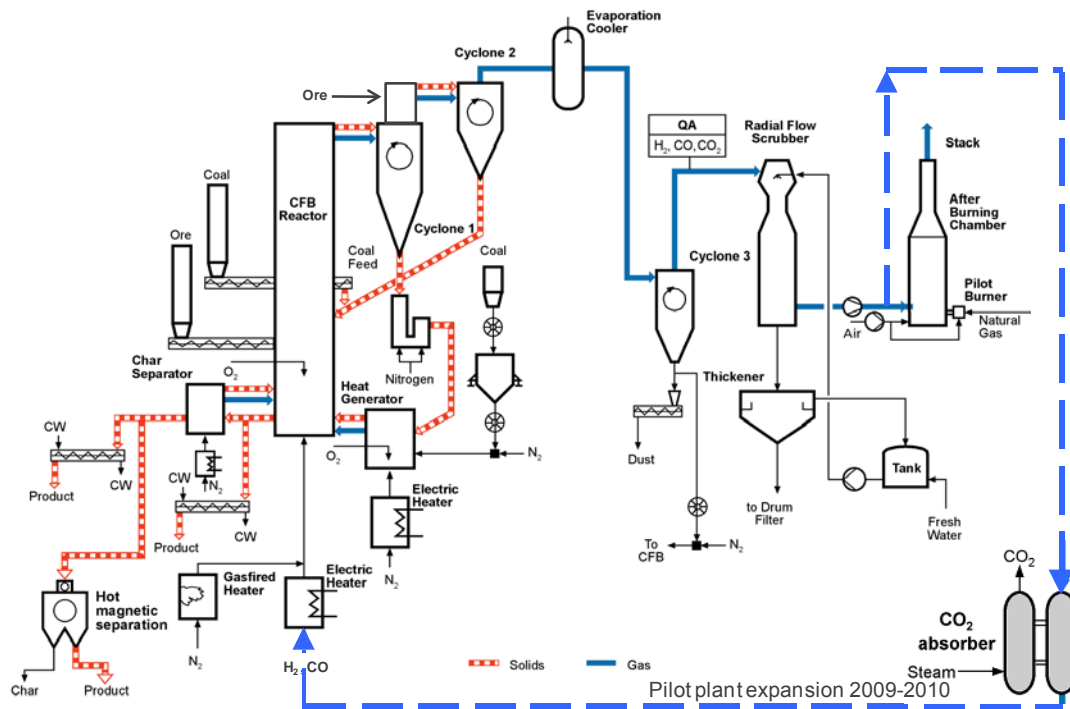 Evaporation
Cooler
Cyclone 2
Ore
QA
H2, CO,CO2
Radial Flow
Scrubber
Stack
Coal
CFB
Reactor
After
Burning
Chamber
Cyclone 1
Ore
Coal
Feed
Coal
Cyclone 3
Pilot
Burner
Natural
Gas
Air
Char
Separator
O2
Nitrogen
Heat
Generator
Thickener
CW
O2
N2
Dust
Tank
Product
CW
N2
CW
Electric
Heater
to Drum
Filter
Product
CW
To
CFB
N2
Fresh
Water
N2
Gasfired
Heater
Electric
Heater
CO2
Hot
magnetic
separation
CO2
absorber
N2
H2, CO
Solids
Gas
Steam
Char
Product
Pilot plant expansion 2009-2010